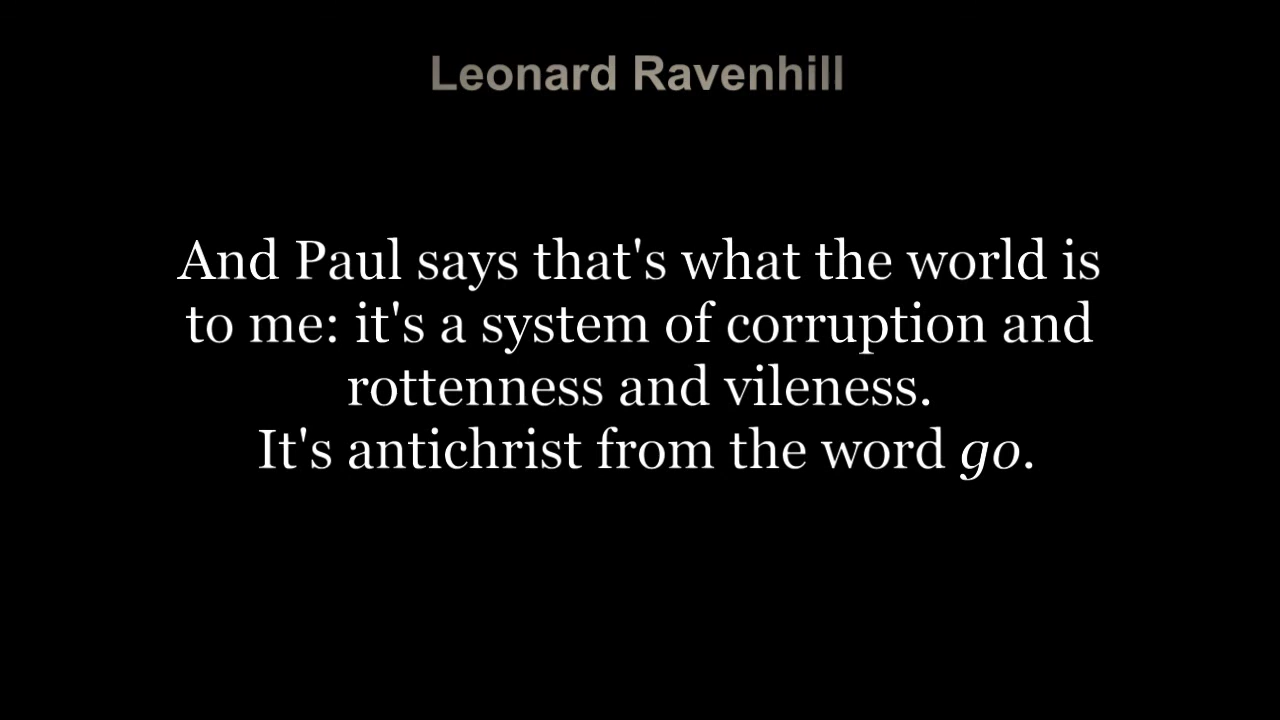 Leonard Ravenhill
And Paul says that's what the world is
to me: it's a system of corruption and
rottenness and vileness.
It's antichrist from the word go.